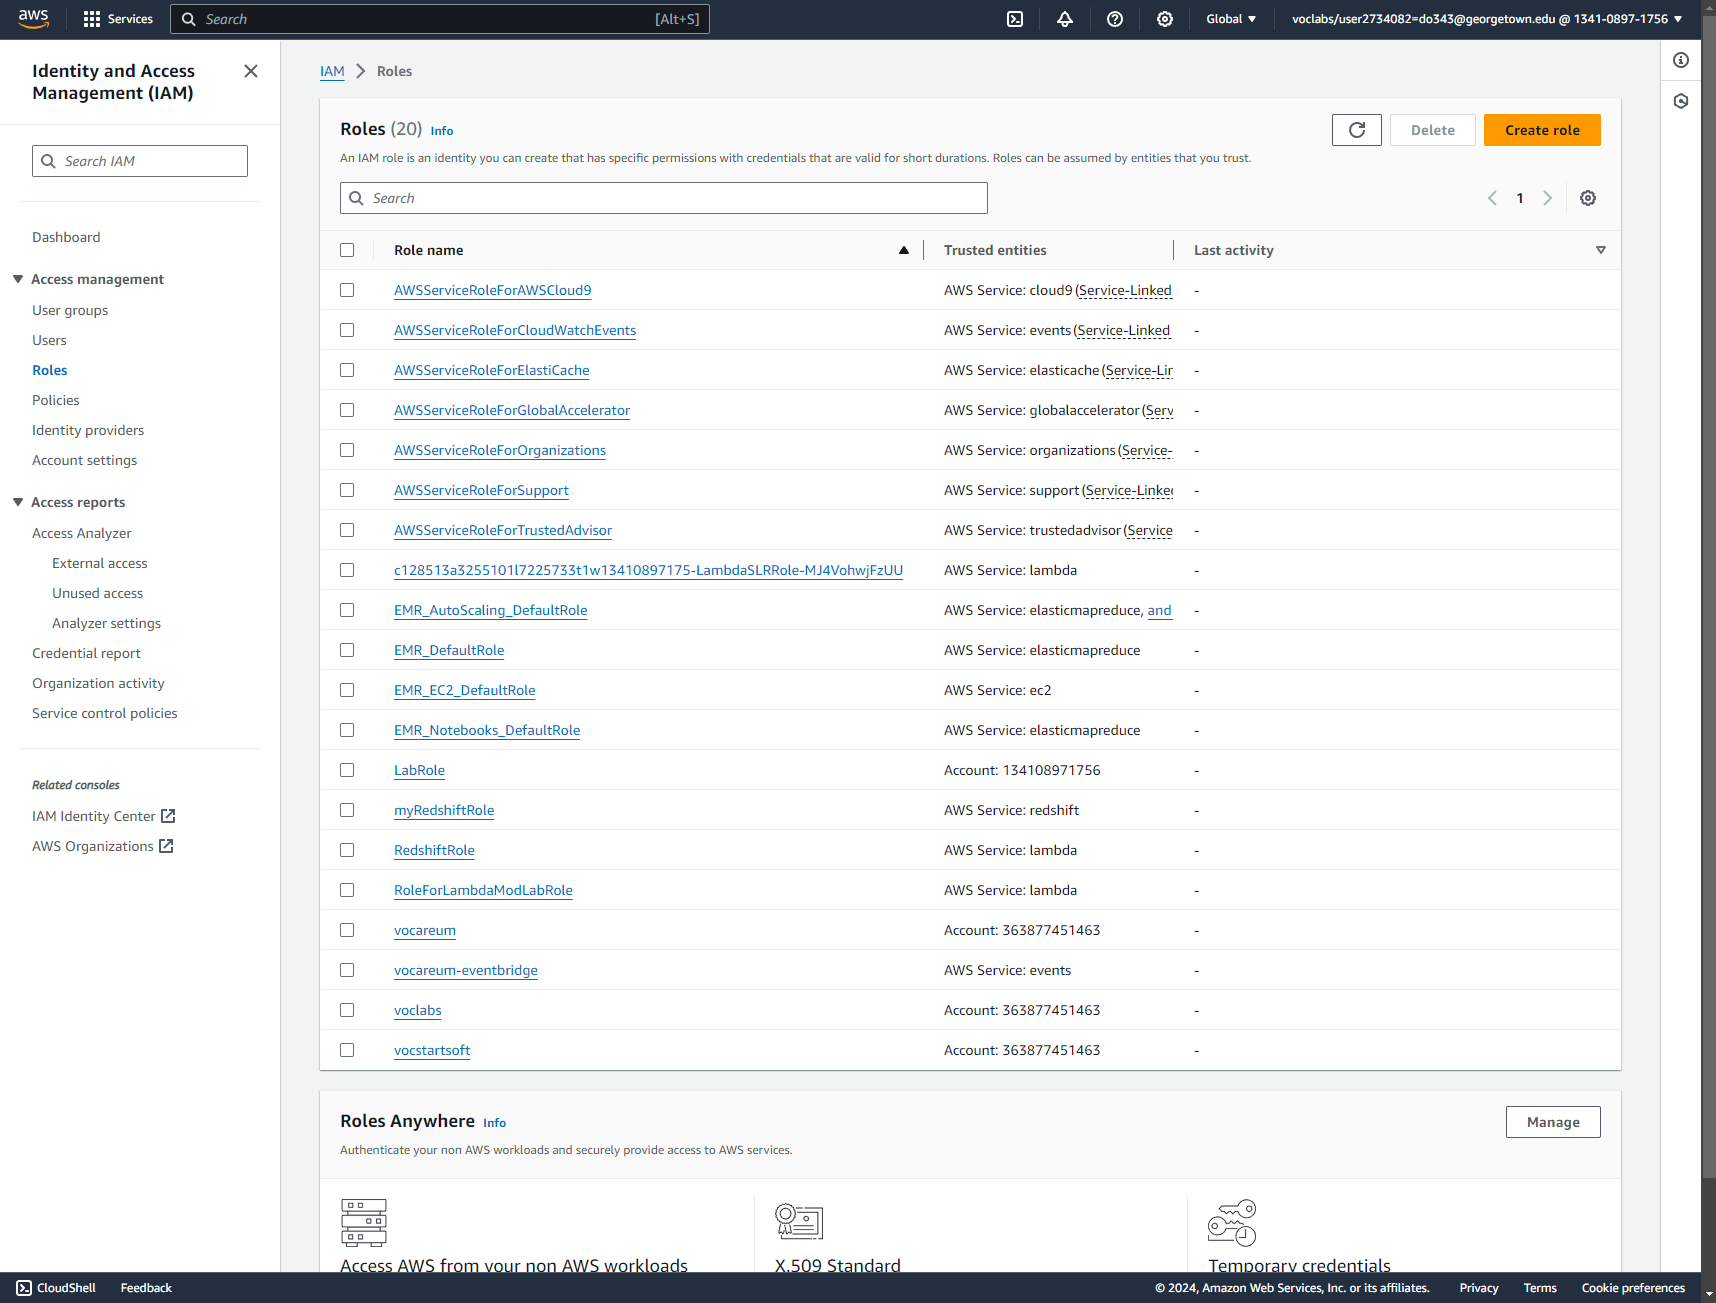 aws
Services
Search
[Alt+S]
Global
voclabs/user2734082=do343@georgetown.edu @ 1341-0897-1756
Identity and Access
Management (IAM)
Search IAM
Dashboard
Access management
User groups
Users
Roles
Policies
Identity providers
Account settings
Access reports
Access Analyzer
External access
Unused access
Analyzer settings
Credential report
Organization activity
Service control policies
Related consoles
IAM Identity Center
AWS Organizations
IAM > Roles
Roles (20) Info
Delete
Create role
An IAM role is an identity you can create that has specific permissions with credentials that are valid for short durations. Roles can be assumed by entities that you trust.
Search
1
Role name Trusted entities Last activity
AWSServiceRoleForAWSCloud9 AWS Service: cloud9 (Service-Linked -
AWSServiceRoleForCloudWatchEvents AWS Service: events (Service-Linked -
AWSServiceRoleForElastiCache AWS Service: elasticache (Service-Lin -
AWSServiceRoleForGlobalAccelerator AWS Service: globalaccelerator (Serv -
AWSServiceRoleForOrganizations AWS Service: organizations (Service- -
AWSServiceRoleForSupport AWS Service: support (Service-Linked -
AWSServiceRoleForTrustedAdvisor AWS Service: trustedadvisor (Service -
c128513a3255101l7225733t1w13410897175-LambdaSLRRole-MJ4VohwjFzUU AWS Service: lambda -
EMR_AutoScaling_DefaultRole AWS Service: elasticmapreduce, and -
EMR_DefaultRole AWS Service: elasticmapreduce -
EMR_EC2_DefaultRole AWS Service: ec2 -
EMR_Notebooks_DefaultRole AWS Service: elasticmapreduce -
LabRole Account: 134108971756 -
myRedshiftRole AWS Service: redshift -
RedshiftRole AWS Service: lambda -
RoleForLambdaModLabRole AWS Service: lambda -
vocareum Account: 363877451463 -
vocareum-eventbridge AWS Service: events -
voclabs Account: 363877451463 -
vocstartsoft Account: 363877451463 -
Roles Anywhere Info
Manage
Authenticate your non AWS workloads and securely provide access to AWS services.
Access AWS from your non AWS workloads
X.509 Standard
Temporary credentials
CloudShell
Feedback
© 2024, Amazon Web Services, Inc. or its affiliates.
Privacy
Terms
Cookie preferences